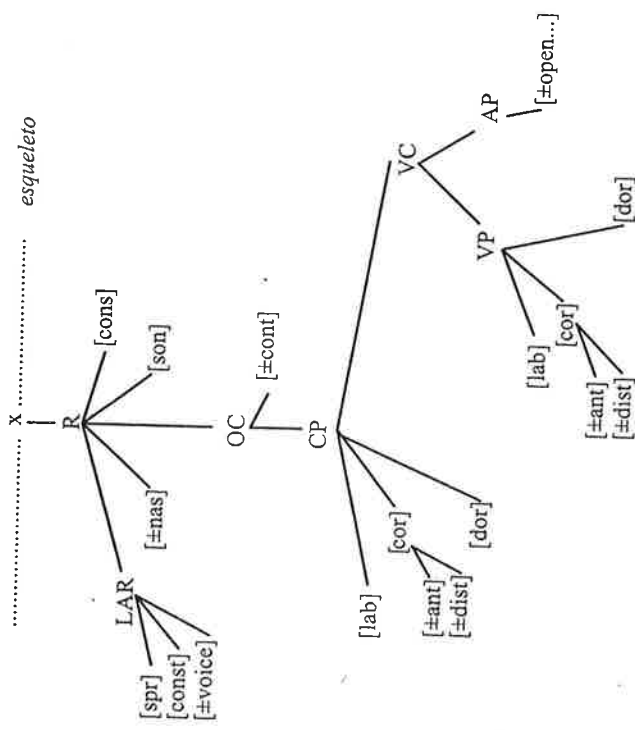 x
esqueleto
R
[cons]
LAR
[son]
[±nas]
[spr]
[const]
[±voice]
OC
[±cont]
CP
VC
[lab]
[cor]
[±ant]
[±dist]
[dor]
AP
VP
[±open...]
[lab]
[cor]
[±ant]
[±dist]
[dor]